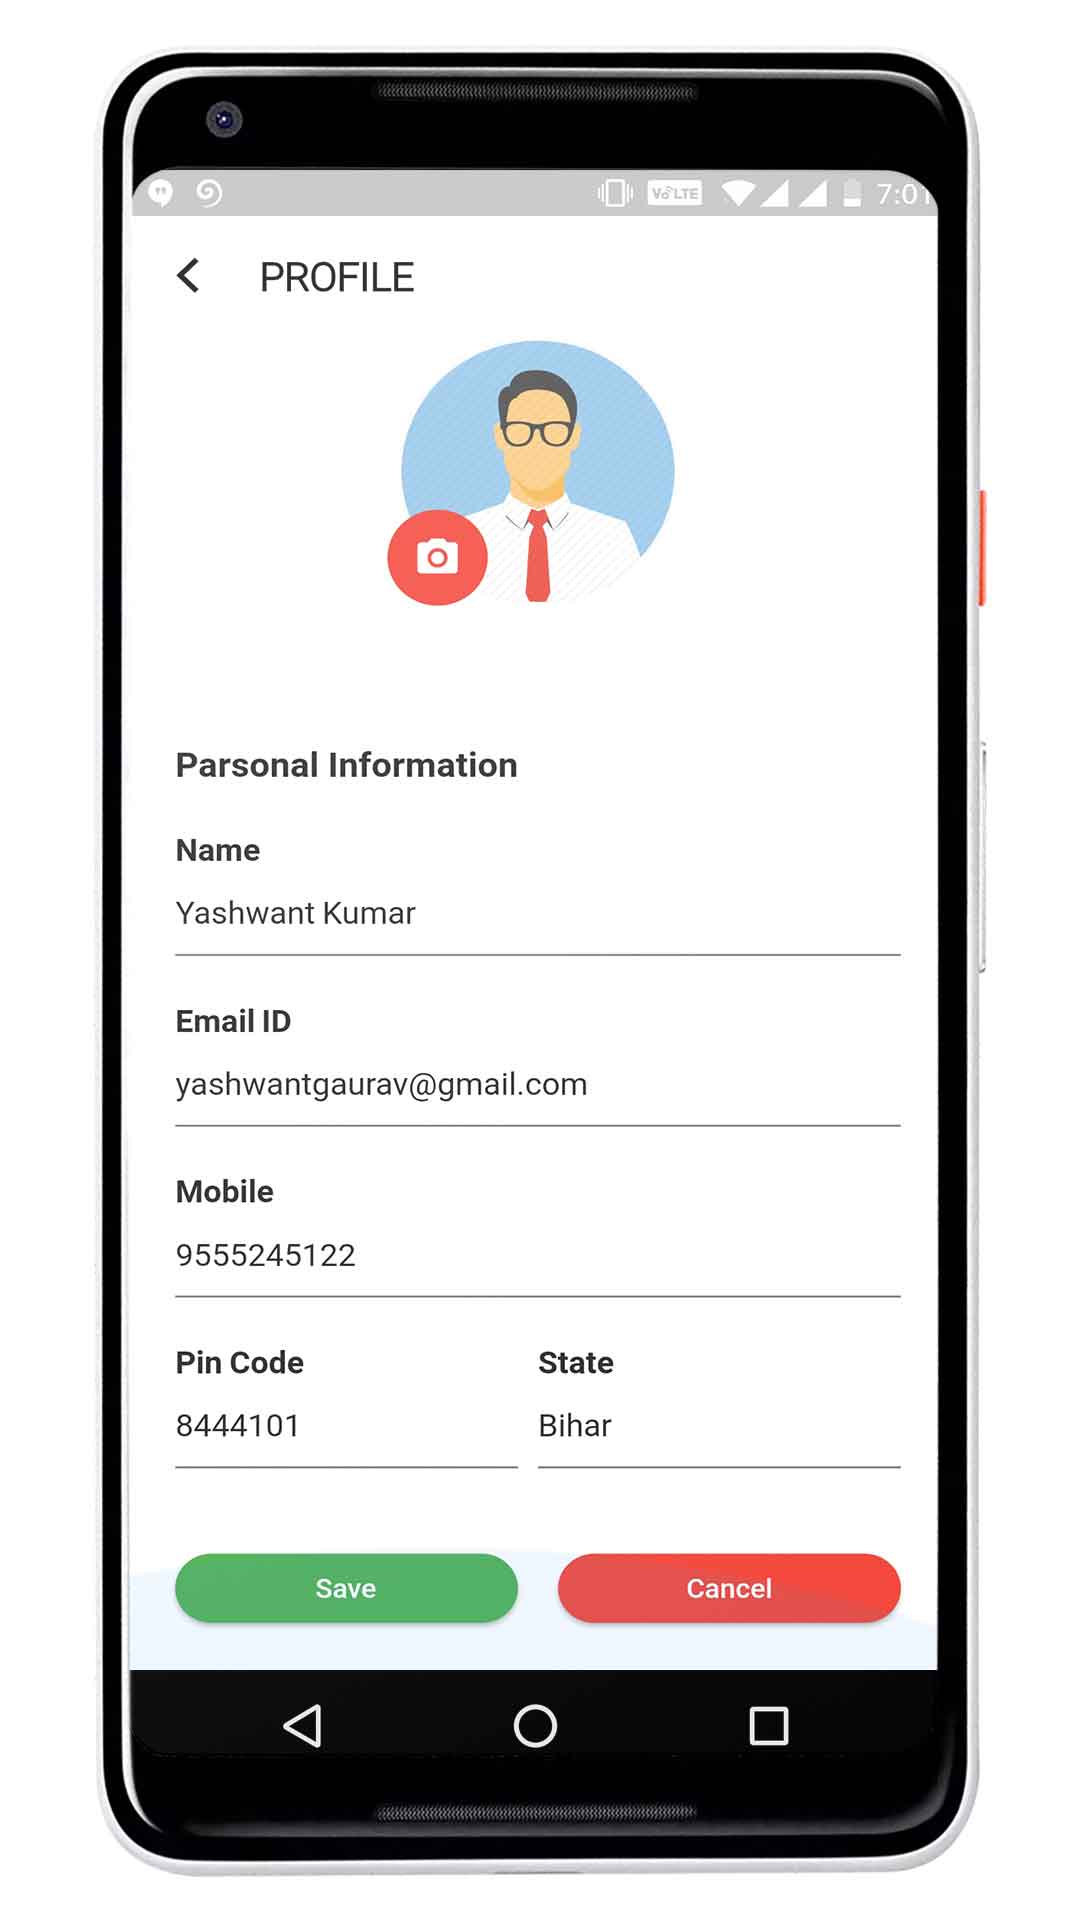 Vo LTE 7:01
PROFILE
Parsonal Information
Name
Yashwant Kumar
Email ID
yashwantgaurav@gmail.com
Mobile
9555245122
Pin Code State
8444101 Bihar
Save Cancel